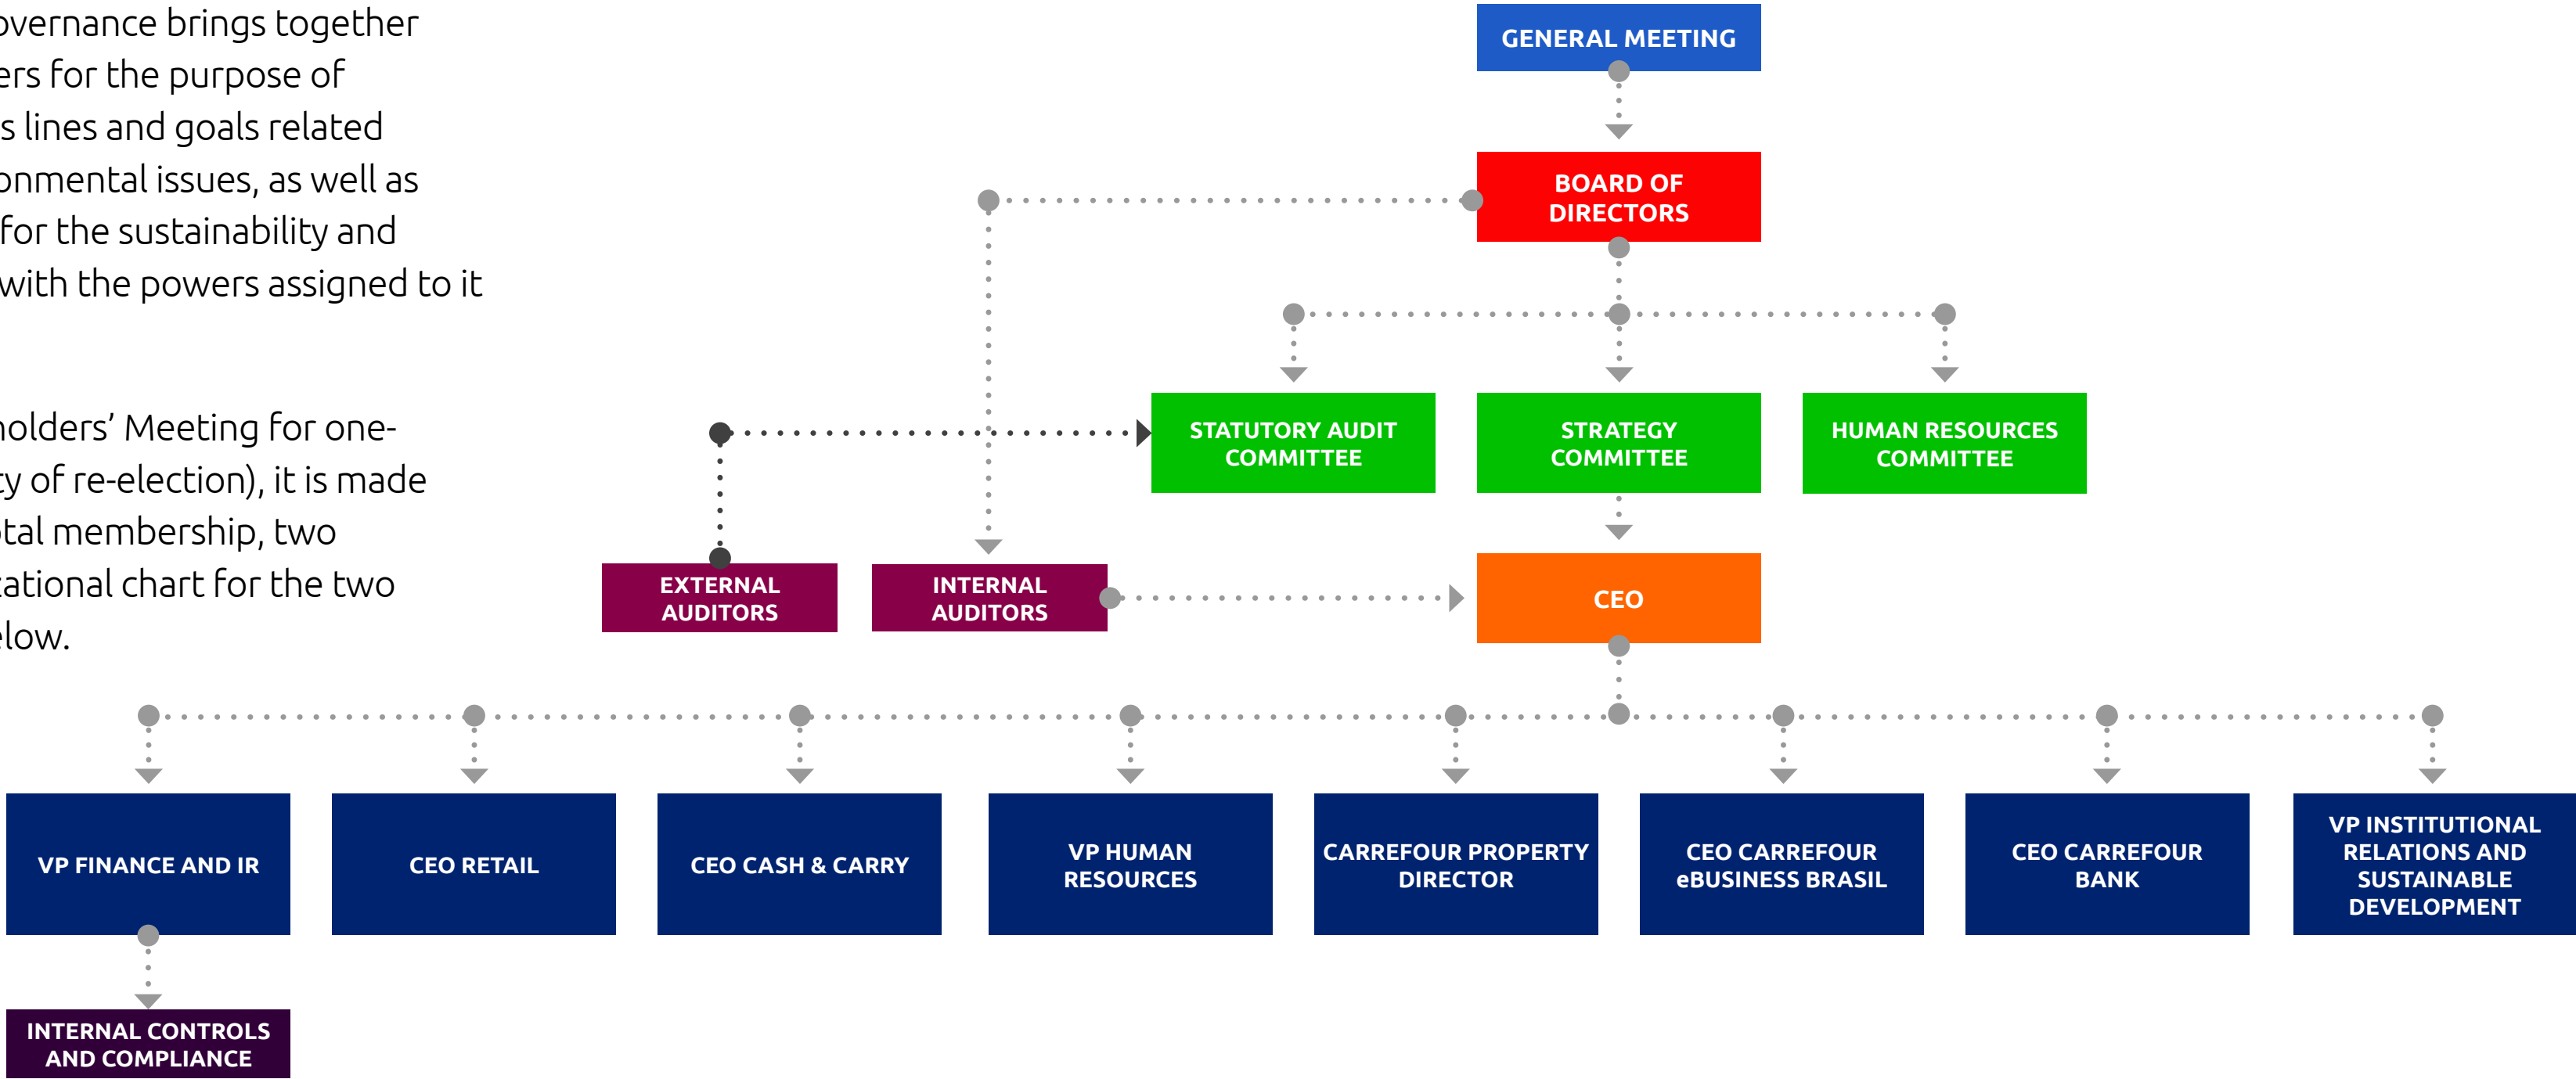 overnance brings together
ers for the purpose of
s lines and goals related
onmental issues, as well as
for the sustainability and
with the powers assigned to it
holders’ Meeting for one-
ty of re-election), it is made
otal membership, two
zational chart for the two
elow.
GENERAL MEETING
BOARD OF
DIRECTORS
STATUTORY AUDIT
COMMITTEE
STRATEGY
COMMITTEE
HUMAN RESOURCES
COMMITTEE
EXTERNAL
AUDITORS
INTERNAL
AUDITORS
CEO
VP FINANCE AND IR
CEO RETAIL
CEO CASH & CARRY
VP HUMAN
RESOURCES
CARREFOUR PROPERTY
DIRECTOR
CEO CARREFOUR
eBUSINESS BRASIL
CEO CARREFOUR
BANK
VP INSTITUTIONAL
RELATIONS AND
SUSTAINABLE
DEVELOPMENT
INTERNAL CONTROLS
AND COMPLIANCE